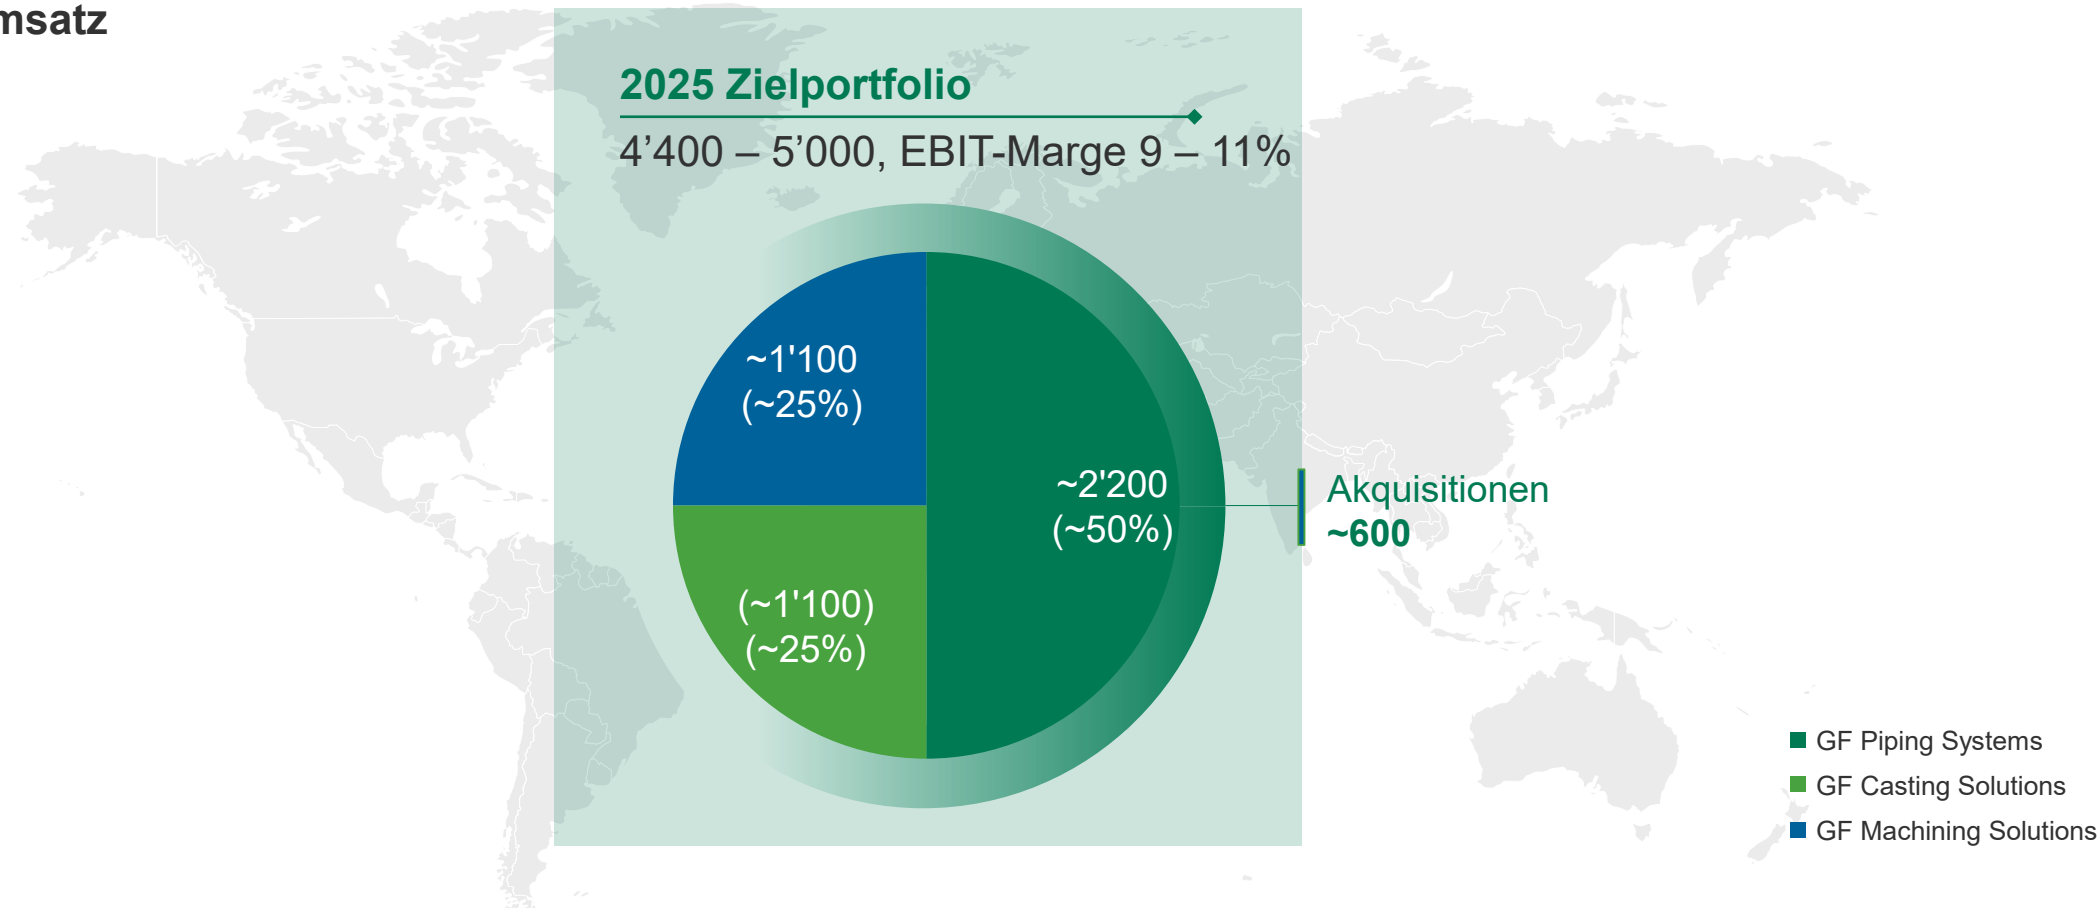 msatz
2025 Zielportfolio
4’400 – 5’000, EBIT-Marge 9 – 11%
~1'100
(~25%)
~2'200
(~50%)
Akquisitionen
~600
(~1'100)
(~25%)
GF Piping Systems
GF Casting Solutions
GF Machining Solutions